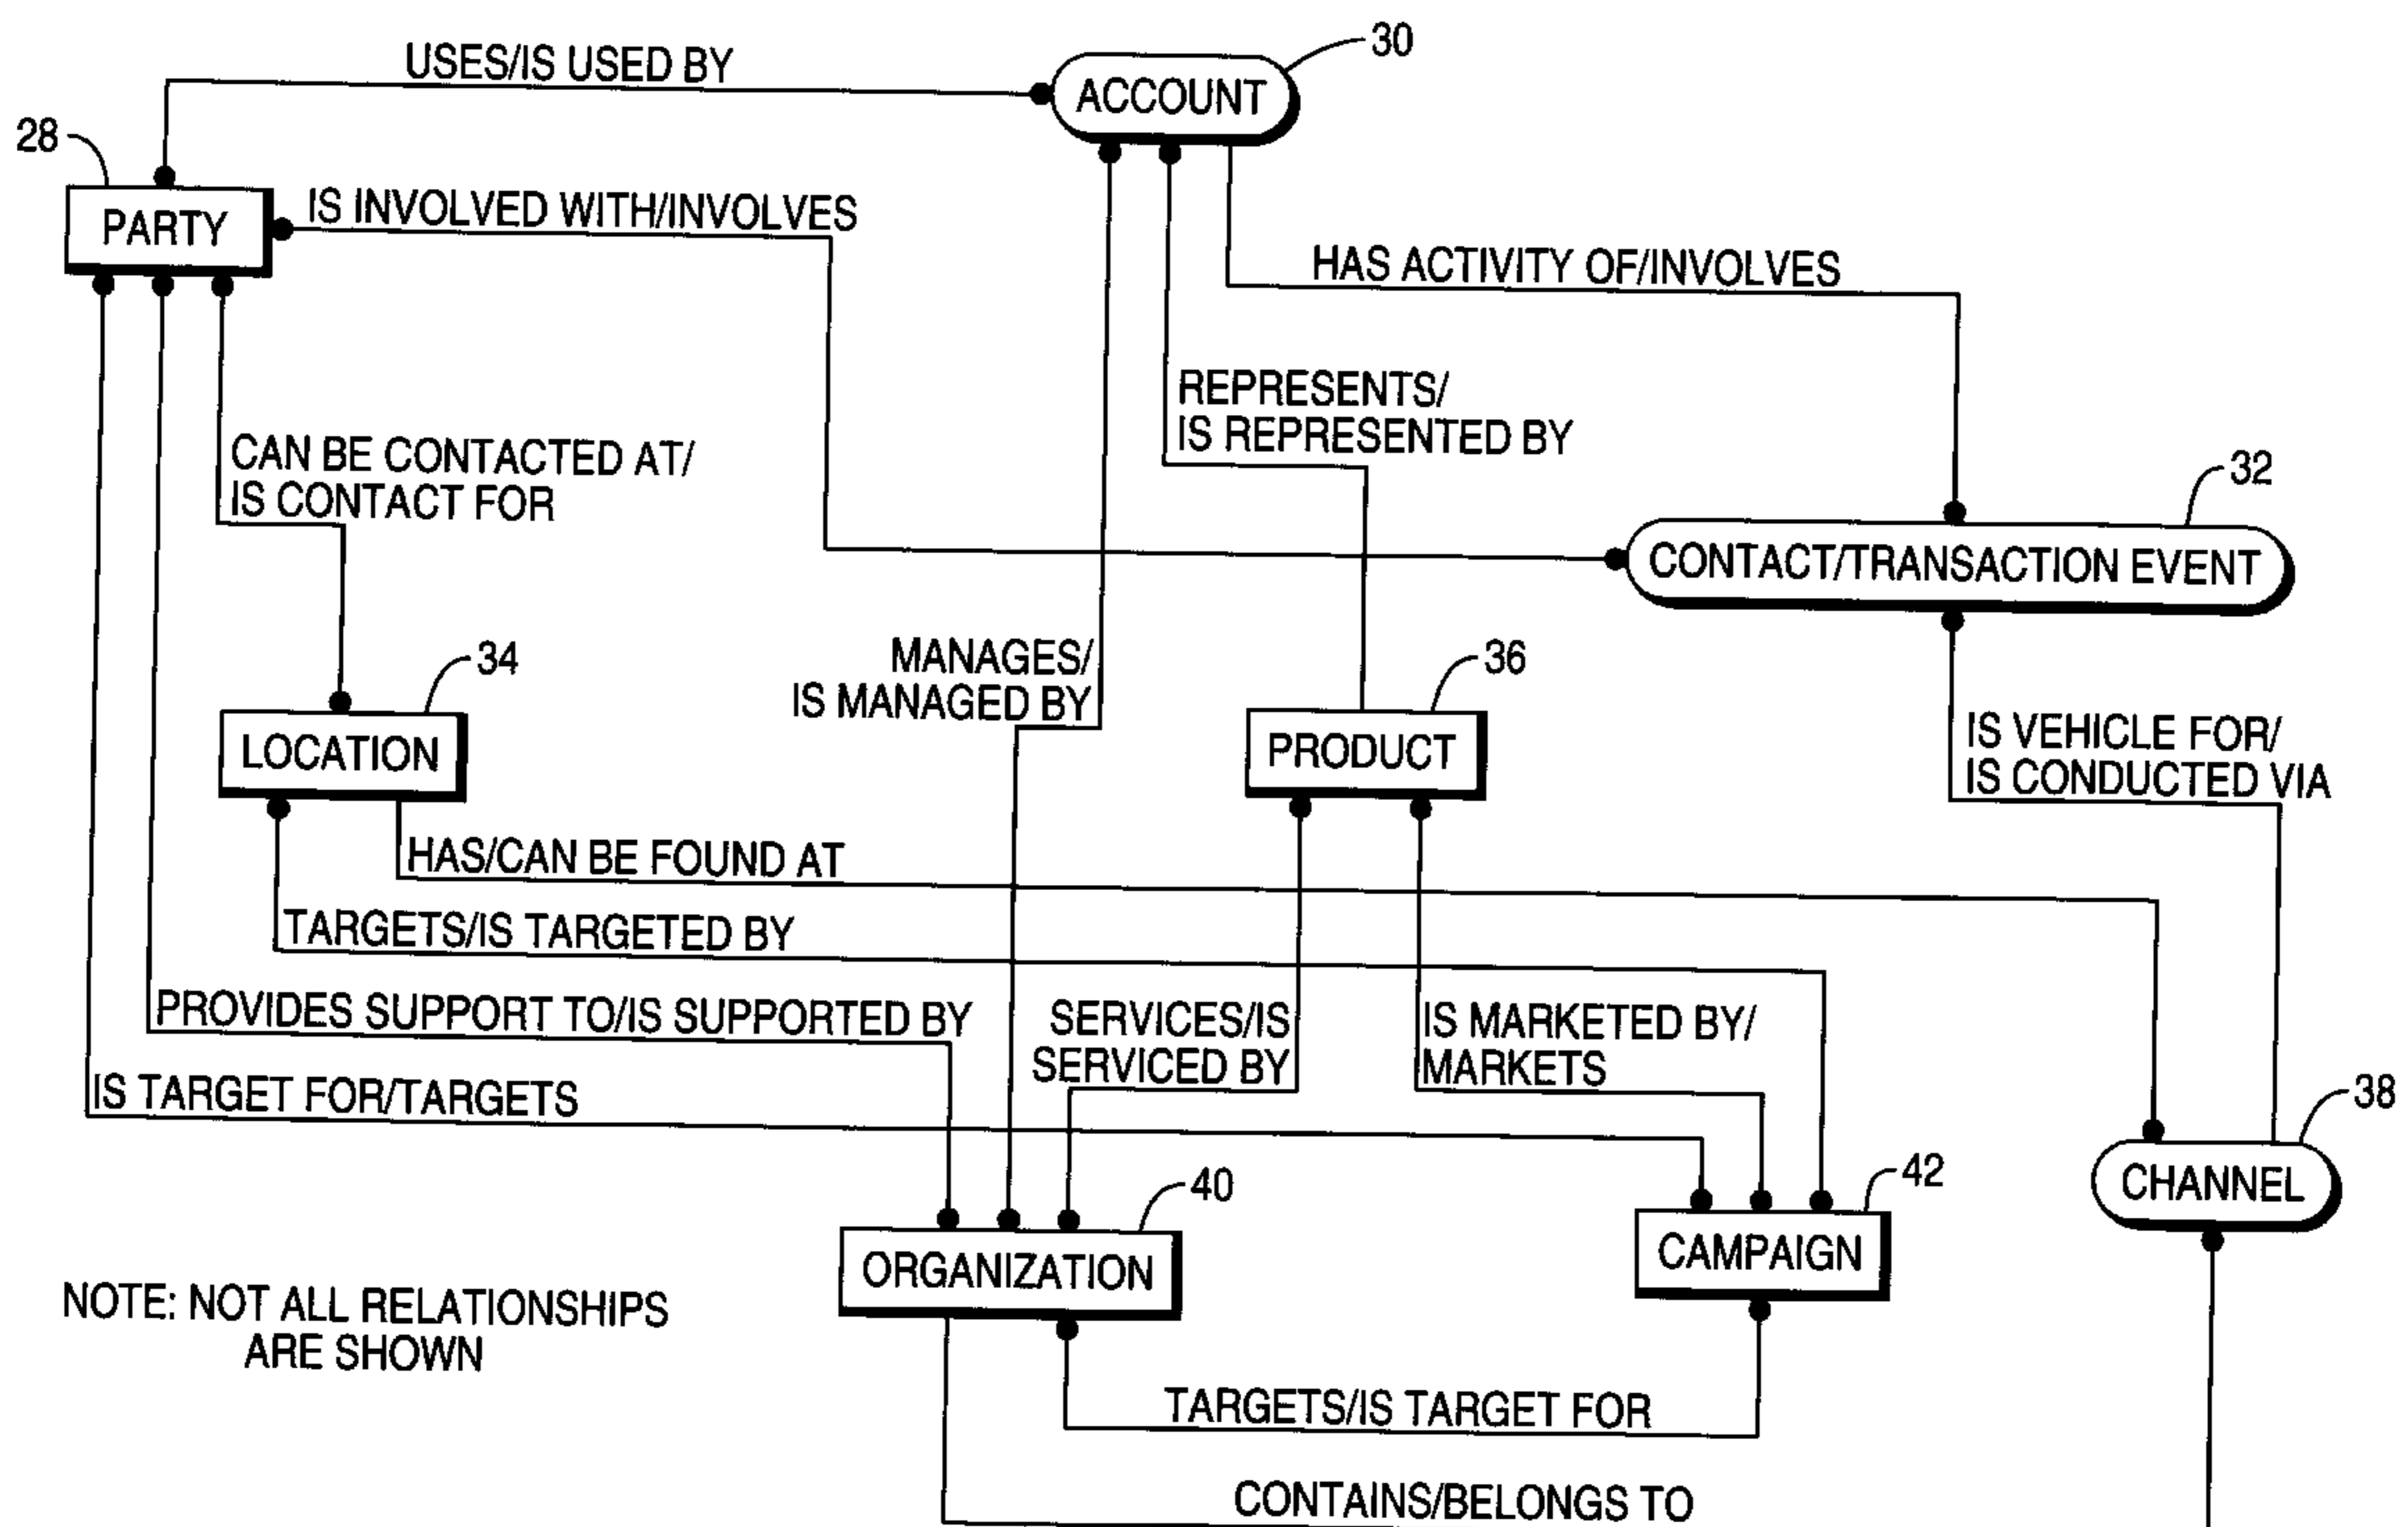 30
USES/IS USED BY
ACCOUNT
28
PARTY
IS INVOLVED WITH/INVOLVES
HAS ACTIVITY OF/INVOLVES
REPRESENTS/
IS REPRESENTED BY
CAN BE CONTACTED AT/
IS CONTACT FOR
32
CONTACT/TRANSACTION EVENT
34
MANAGES/
IS MANAGED BY
36
LOCATION
PRODUCT
IS VEHICLE FOR/
IS CONDUCTED VIA
HAS/CAN BE FOUND AT
TARGETS/IS TARGETED BY
PROVIDES SUPPORT TO/IS SUPPORTED BY
SERVICES/IS
SERVICED BY
IS MARKETED BY/
MARKETS
IS TARGET FOR/TARGETS
38
40
42
CHANNEL
ORGANIZATION
CAMPAIGN
NOTE: NOT ALL RELATIONSHIPS
ARE SHOWN
TARGETS/IS TARGET FOR
CONTAINS/BELONGS TO